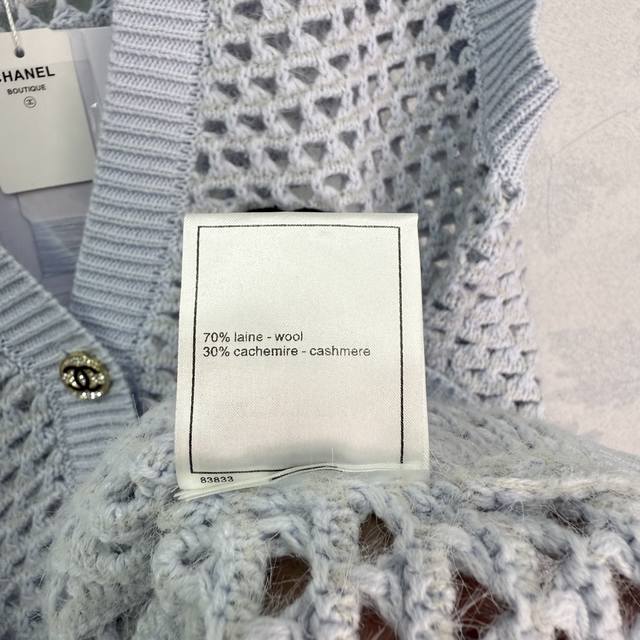 CHANEL
BOUTIQUE
70% laine - wool
30% cachemire - cashmere
83833